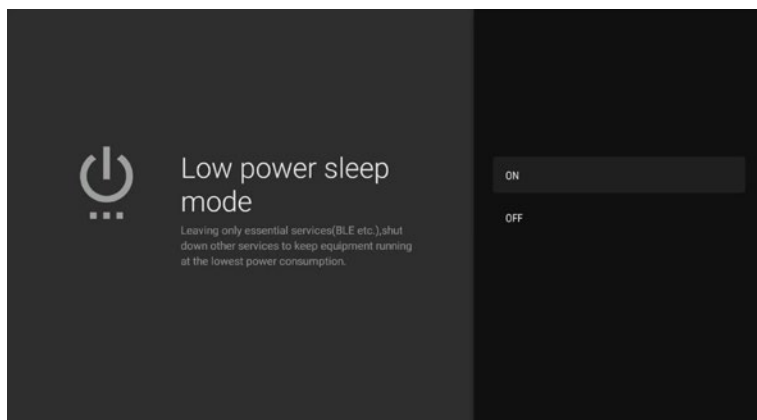 Low power sleep
mode
Leaving only essential services(BLE etc.),shut
down other services to keep equipment running
at the lowest power consumption.
ON
OFF